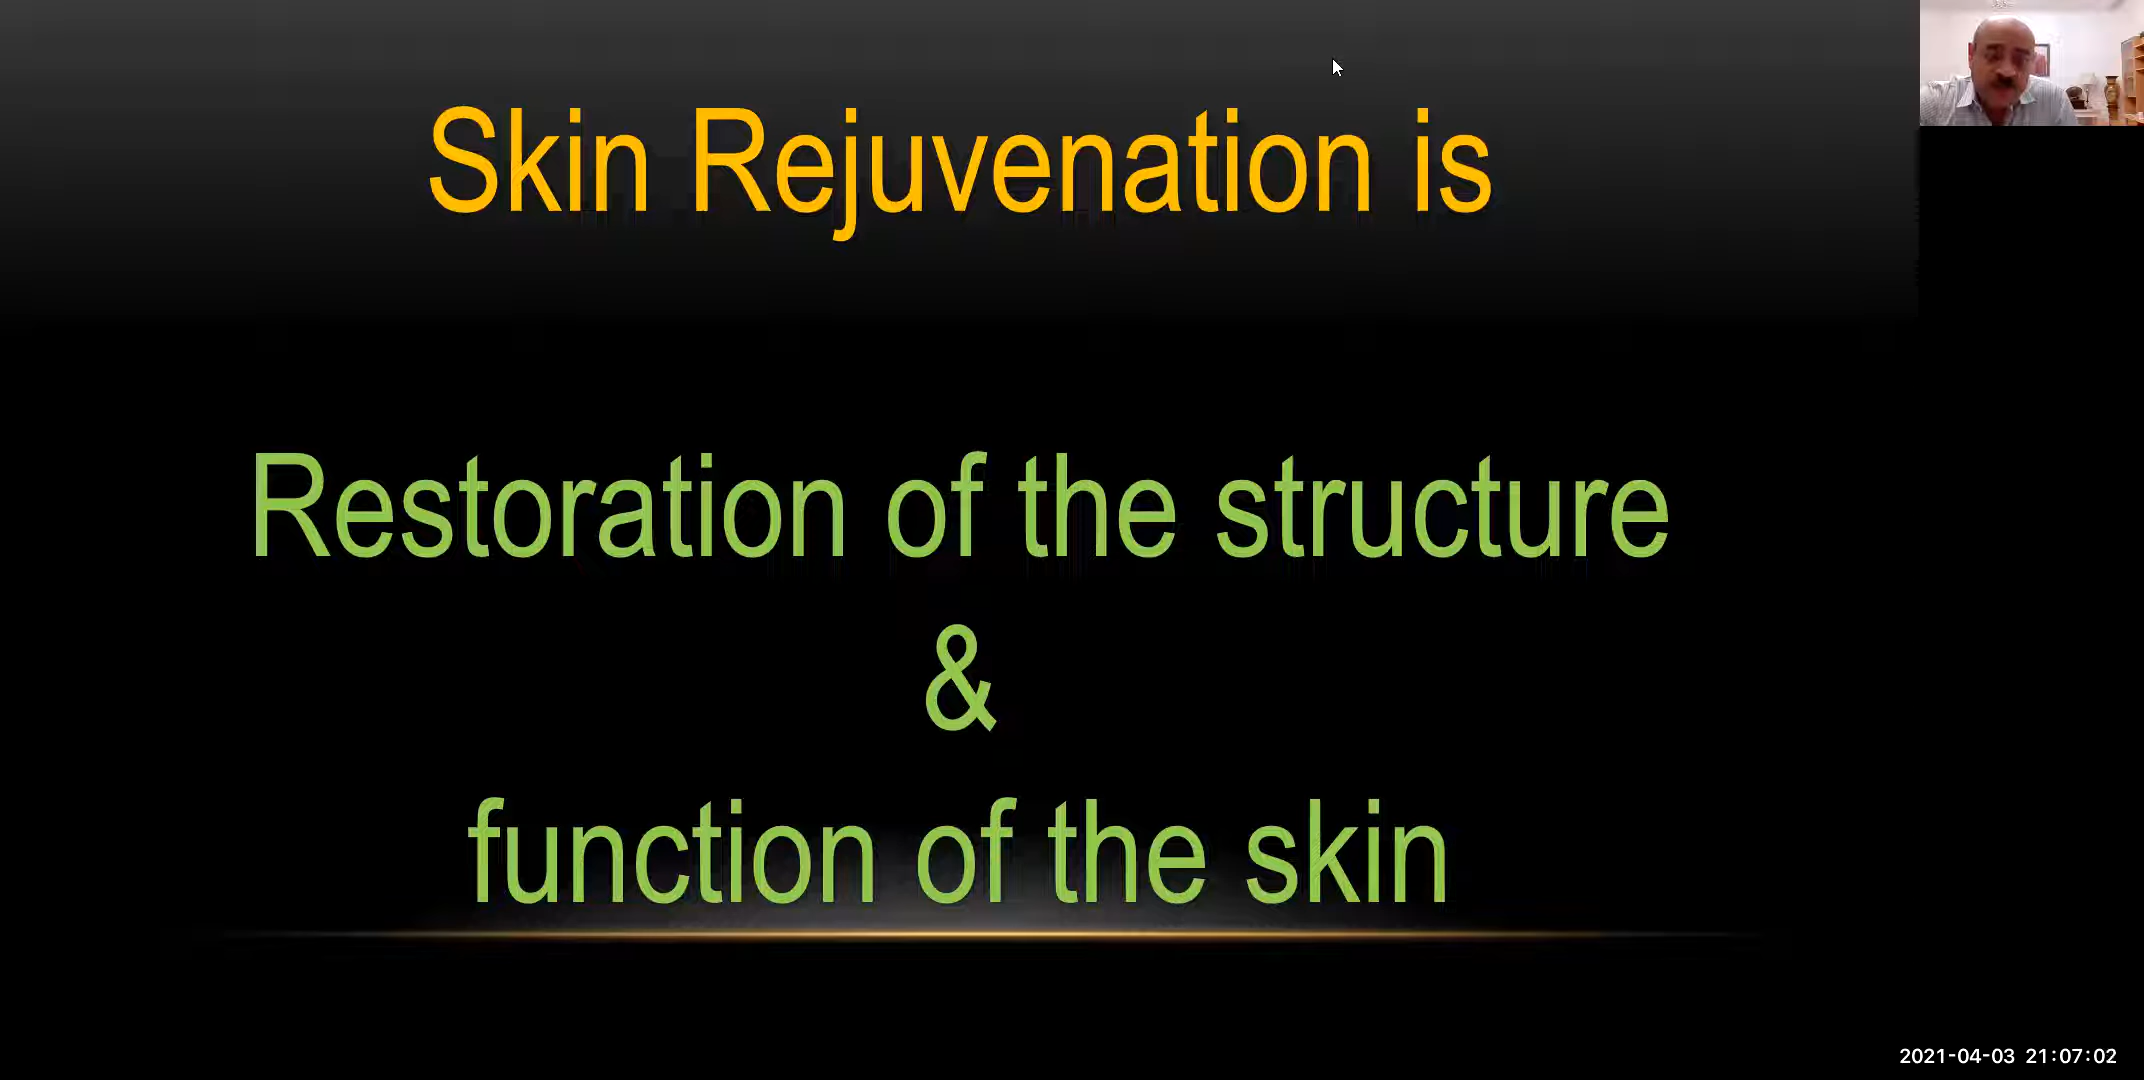 Skin Rejuvenation is
Restoration of the structure
&
function of the skin
2021-04-03 21:07:02